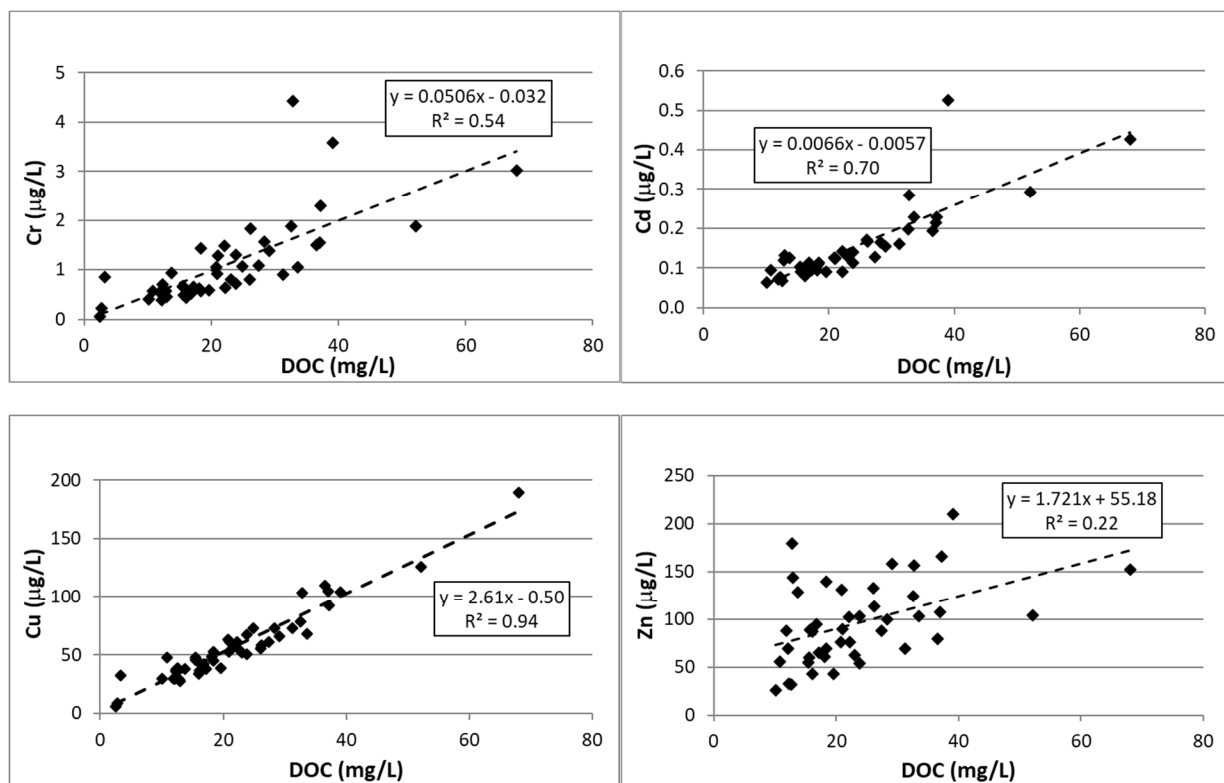 5
4
3
2
1
0
Cr (µg/L)
y = 0.0506x - 0.032
R² = 0.54
0 20 40 60 80
DOC (mg/L)
0.6
0.5
0.4
0.3
0.2
0.1
0.0
Cd (µg/L)
y = 0.0066x - 0.0057
R² = 0.70
0 20 40 60 80
DOC (mg/L)
200
150
100
50
0
Cu (µg/L)
y = 2.61x - 0.50
R² = 0.94
0 20 40 60 80
DOC (mg/L)
250
200
150
100
50
0
Zn (µg/L)
y = 1.721x + 55.18
R² = 0.22
0 20 40 60 80
DOC (mg/L)